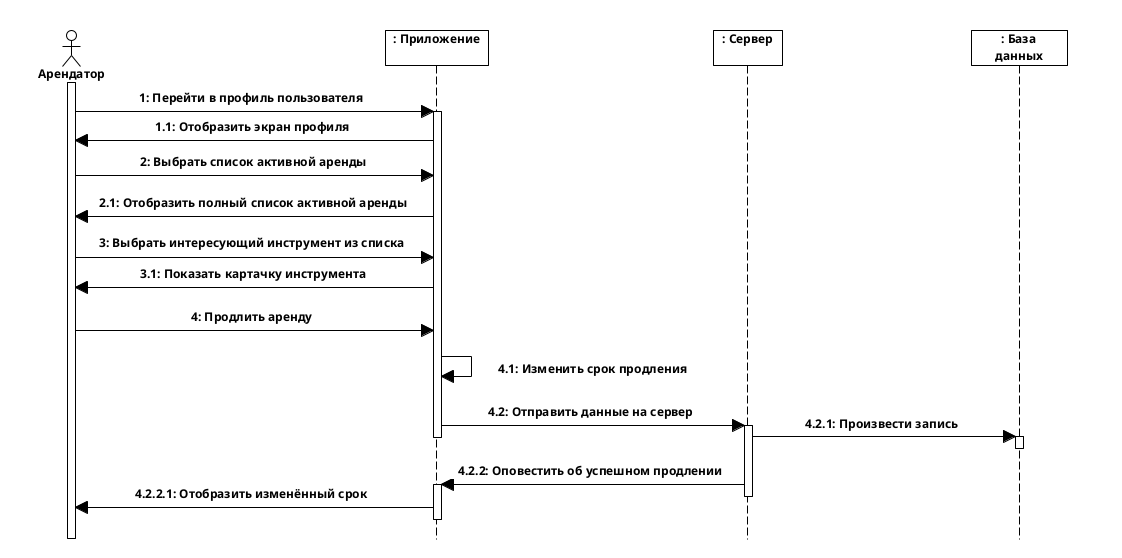 : Приложение
: Сервер
: База
данных
Арендатор
1: Перейти в профиль пользователя
1.1: Отобразить экран профиля
2: Выбрать список активной аренды
2.1: Отобразить полный список активной аренды
3: Выбрать интересующий инструмент из списка
3.1: Показать картачку инструмента
4: Продлить аренду
4.1: Изменить срок продления
4.2: Отправить данные на сервер
4.2.1: Произвести запись
4.2.2: Оповестить об успешном продлении
4.2.2.1: Отобразить изменённый срок